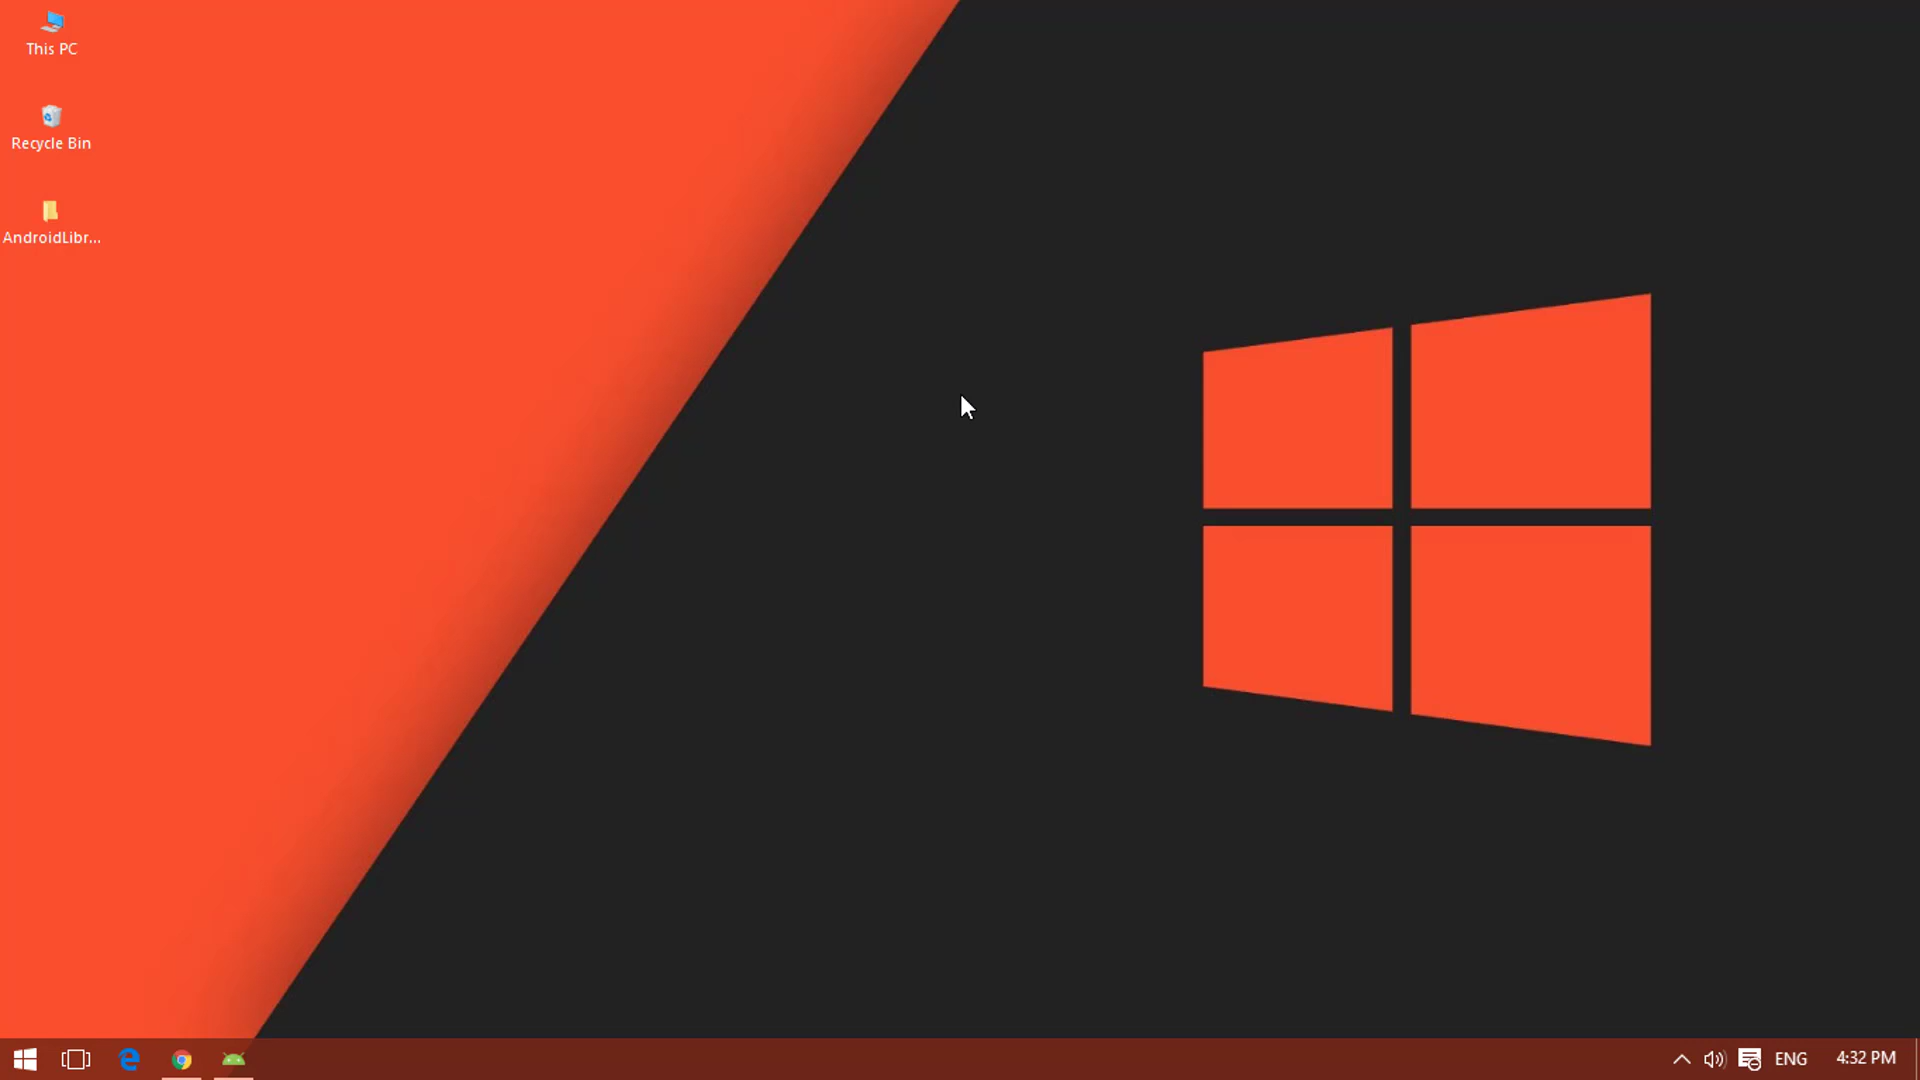 This PC
Recycle Bin
AndroidLibr...
ENG
4:32 PM